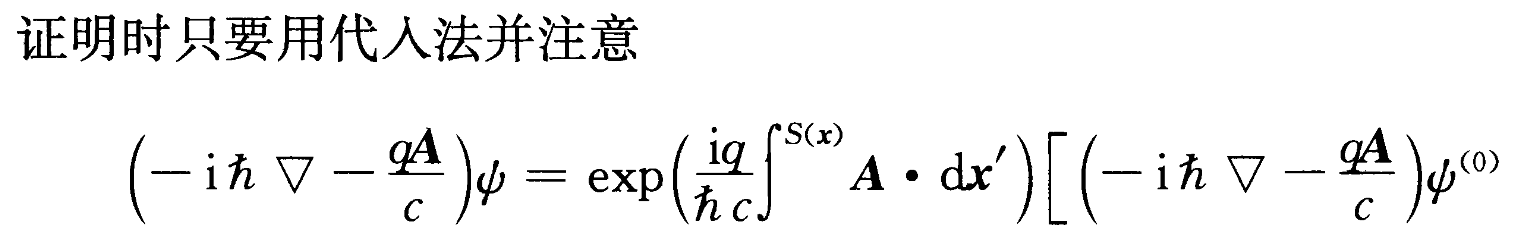 证明时只要用代入法并注意
(−iħ ▽ − qA/c)ψ = exp(iq/ħc ∫^{S(x)} A • dx′)[(−iħ ▽ − qA/c)ψ^{(0)}